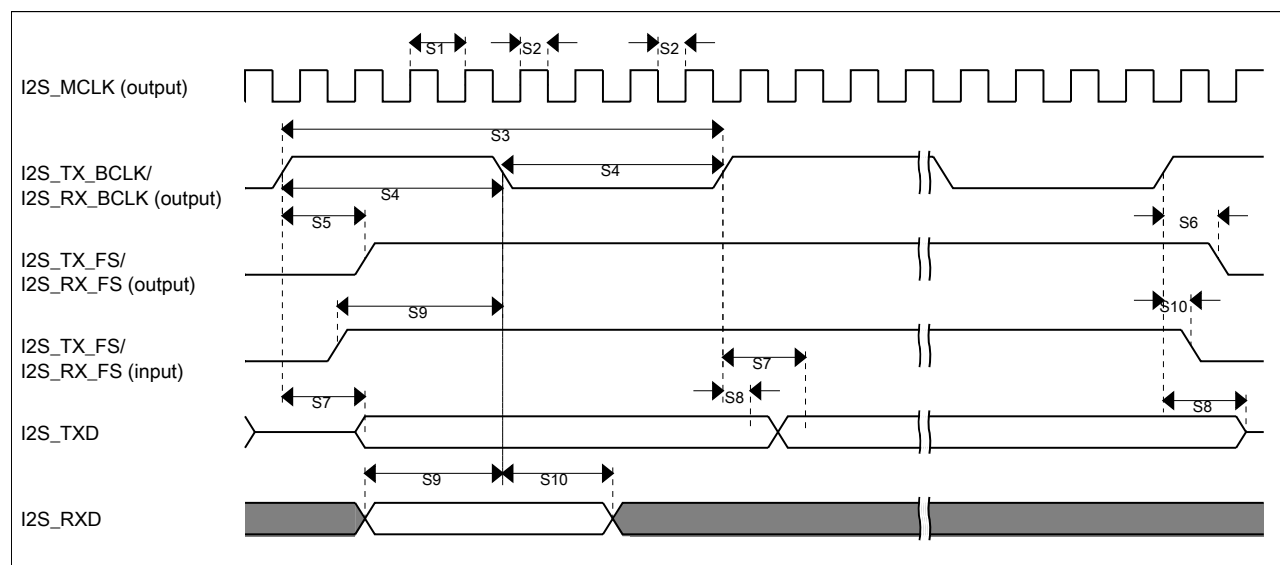 S1
S2
S2
I2S_MCLK (output)
S3
I2S_TX_BCLK/
I2S_RX_BCLK (output)
S4
S4
S5
S6
I2S_TX_FS/
I2S_RX_FS (output)
S9
S10
I2S_TX_FS/
I2S_RX_FS (input)
S7
S7
S8
S8
I2S_TXD
S9
S10
I2S_RXD